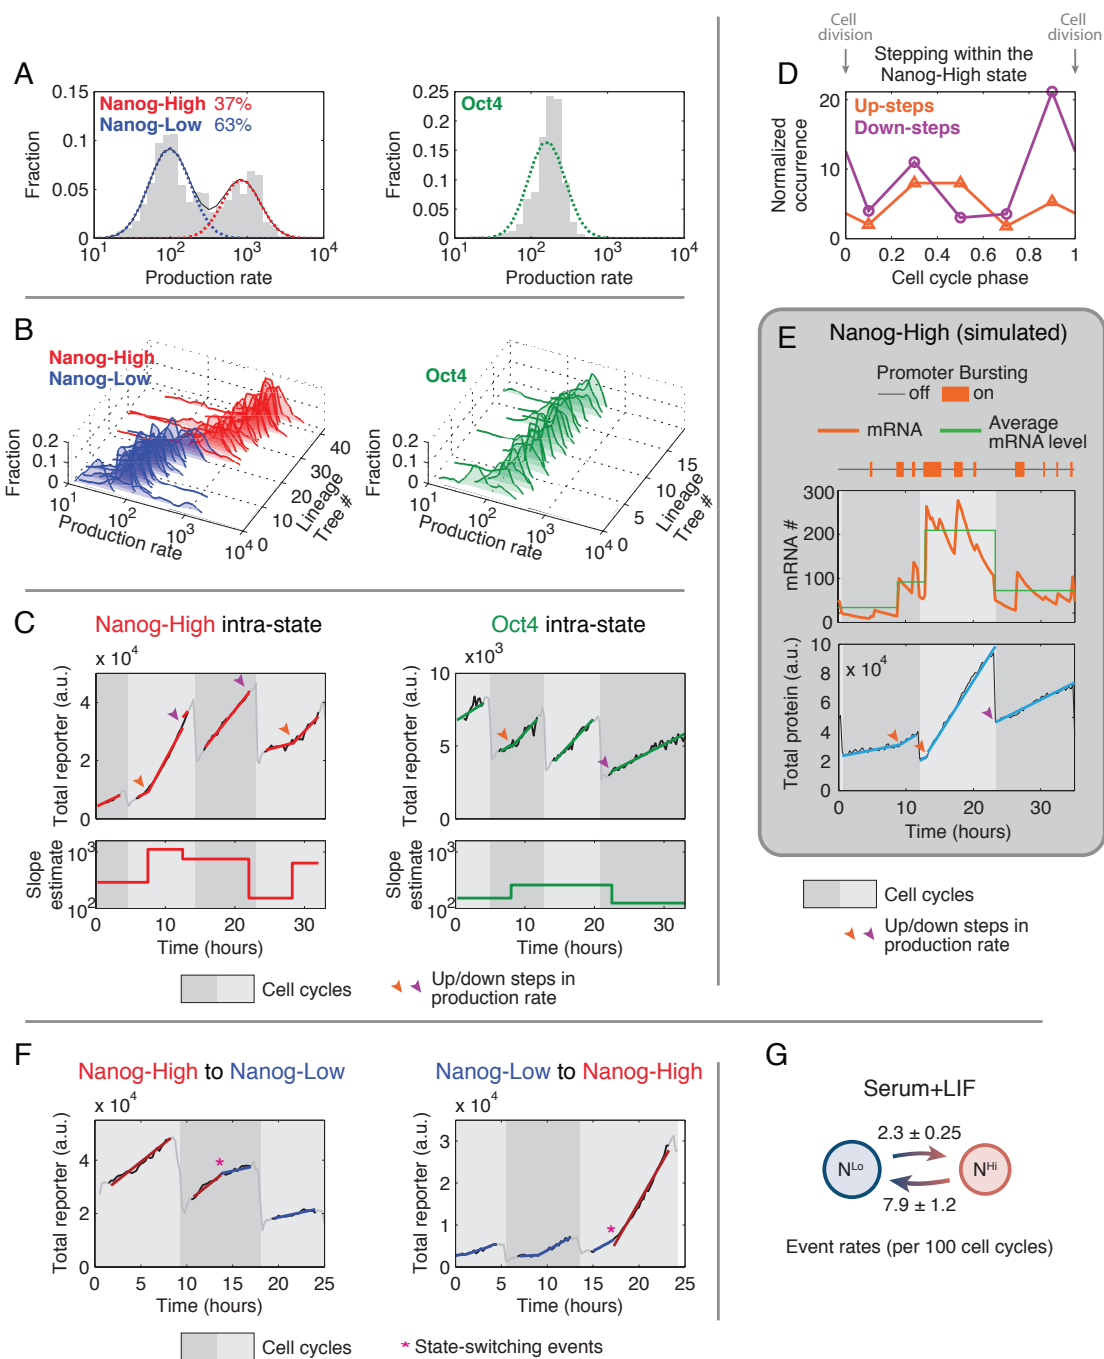 A
0.15
0.1
0.05
0
Fraction
Nanog-High 37%
Nanog-Low 63%
10^1 10^2 10^3 10^4
Production rate
0.25
0.2
0.15
0.1
0.05
0
Fraction
Oct4
10^1 10^2 10^3 10^4
Production rate
B
Nanog-High
Nanog-Low
0.2
0.1
0
Fraction
10^1 10^2 10^3 10^4
Production rate
0 10 20 30 40
Lineage
Tree #
Oct4
0.2
0.1
0
Fraction
10^1 10^2 10^3 10^4
Production rate
0 5 10 15
Lineage
Tree #
C
Nanog-High intra-state
x 10^4
4
2
0
Total reporter (a.u.)
10^3
10^2
Slope
estimate
0 10 20 30
Time (hours)
Oct4 intra-state
x10^3
10
5
0
Total reporter (a.u.)
10^3
10^2
Slope
estimate
0 10 20 30
Time (hours)
Cell cycles
Up/down steps in
production rate
Cell
division
Cell
division
D
Stepping within the
Nanog-High state
Up-steps
Down-steps
20
10
0
Normalized
occurrence
0 0.2 0.4 0.6 0.8 1
Cell cycle phase
E
Nanog-High (simulated)
Promoter Bursting
off on
mRNA
Average
mRNA level
300
200
100
0
mRNA #
x 10^4
10
8
6
4
2
0
Total protein (a.u.)
0 10 20 30
Time (hours)
Cell cycles
Up/down steps in
production rate
F
Nanog-High to Nanog-Low
x 10^4
4
2
0
Total reporter (a.u.)
0 5 10 15 20 25
Time (hours)
*
Nanog-Low to Nanog-High
x 10^4
3
2
1
0
Total reporter (a.u.)
0 5 10 15 20 25
Time (hours)
*
Cell cycles
* State-switching events
G
Serum+LIF
2.3 ± 0.25
N^Lo N^Hi
7.9 ± 1.2
Event rates (per 100 cell cycles)